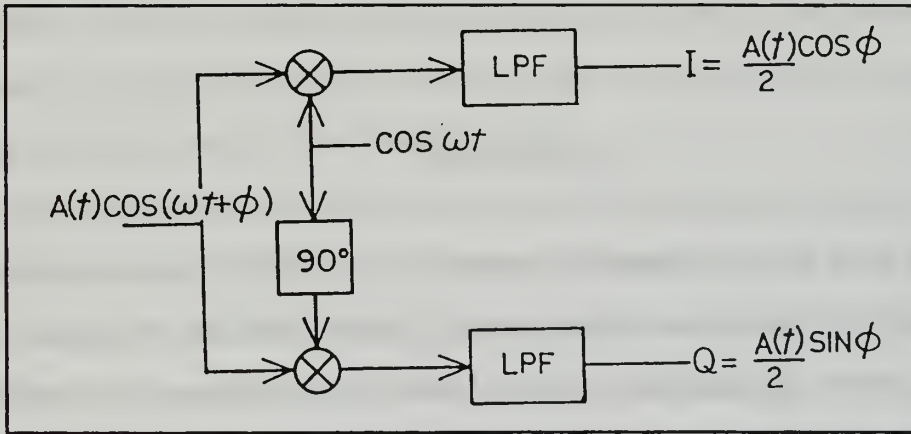 LPF
I = A(t)/2 COS ϕ
COS ωt
A(t)COS(ωt+ϕ)
90°
LPF
Q = A(t)/2 SIN ϕ